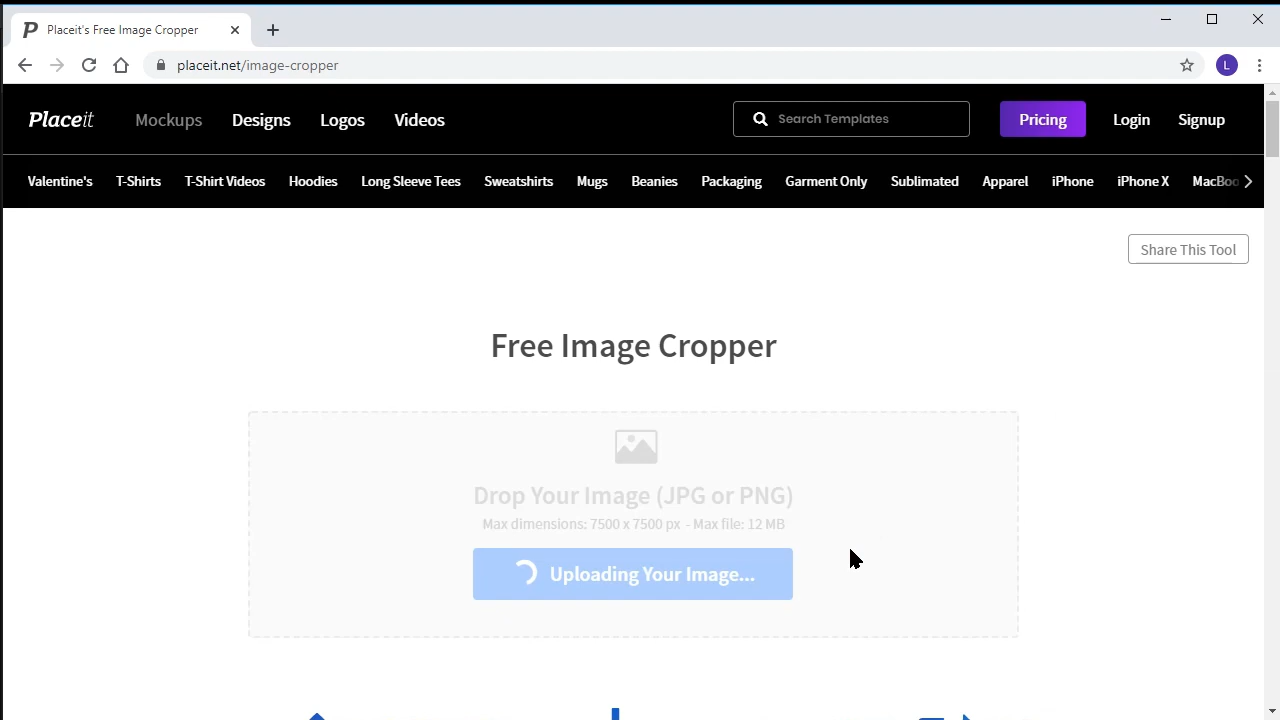 Placeit's Free Image Cropper
placeit.net/image-cropper
L
Placeit Mockups Designs Logos Videos Search Templates Pricing Login Signup
Valentine's T-Shirts T-Shirt Videos Hoodies Long Sleeve Tees Sweatshirts Mugs Beanies Packaging Garment Only Sublimated Apparel iPhone iPhone X MacBoo
Share This Tool
Free Image Cropper
Drop Your Image (JPG or PNG)
Max dimensions: 7500 x 7500 px - Max file: 12 MB
Uploading Your Image...